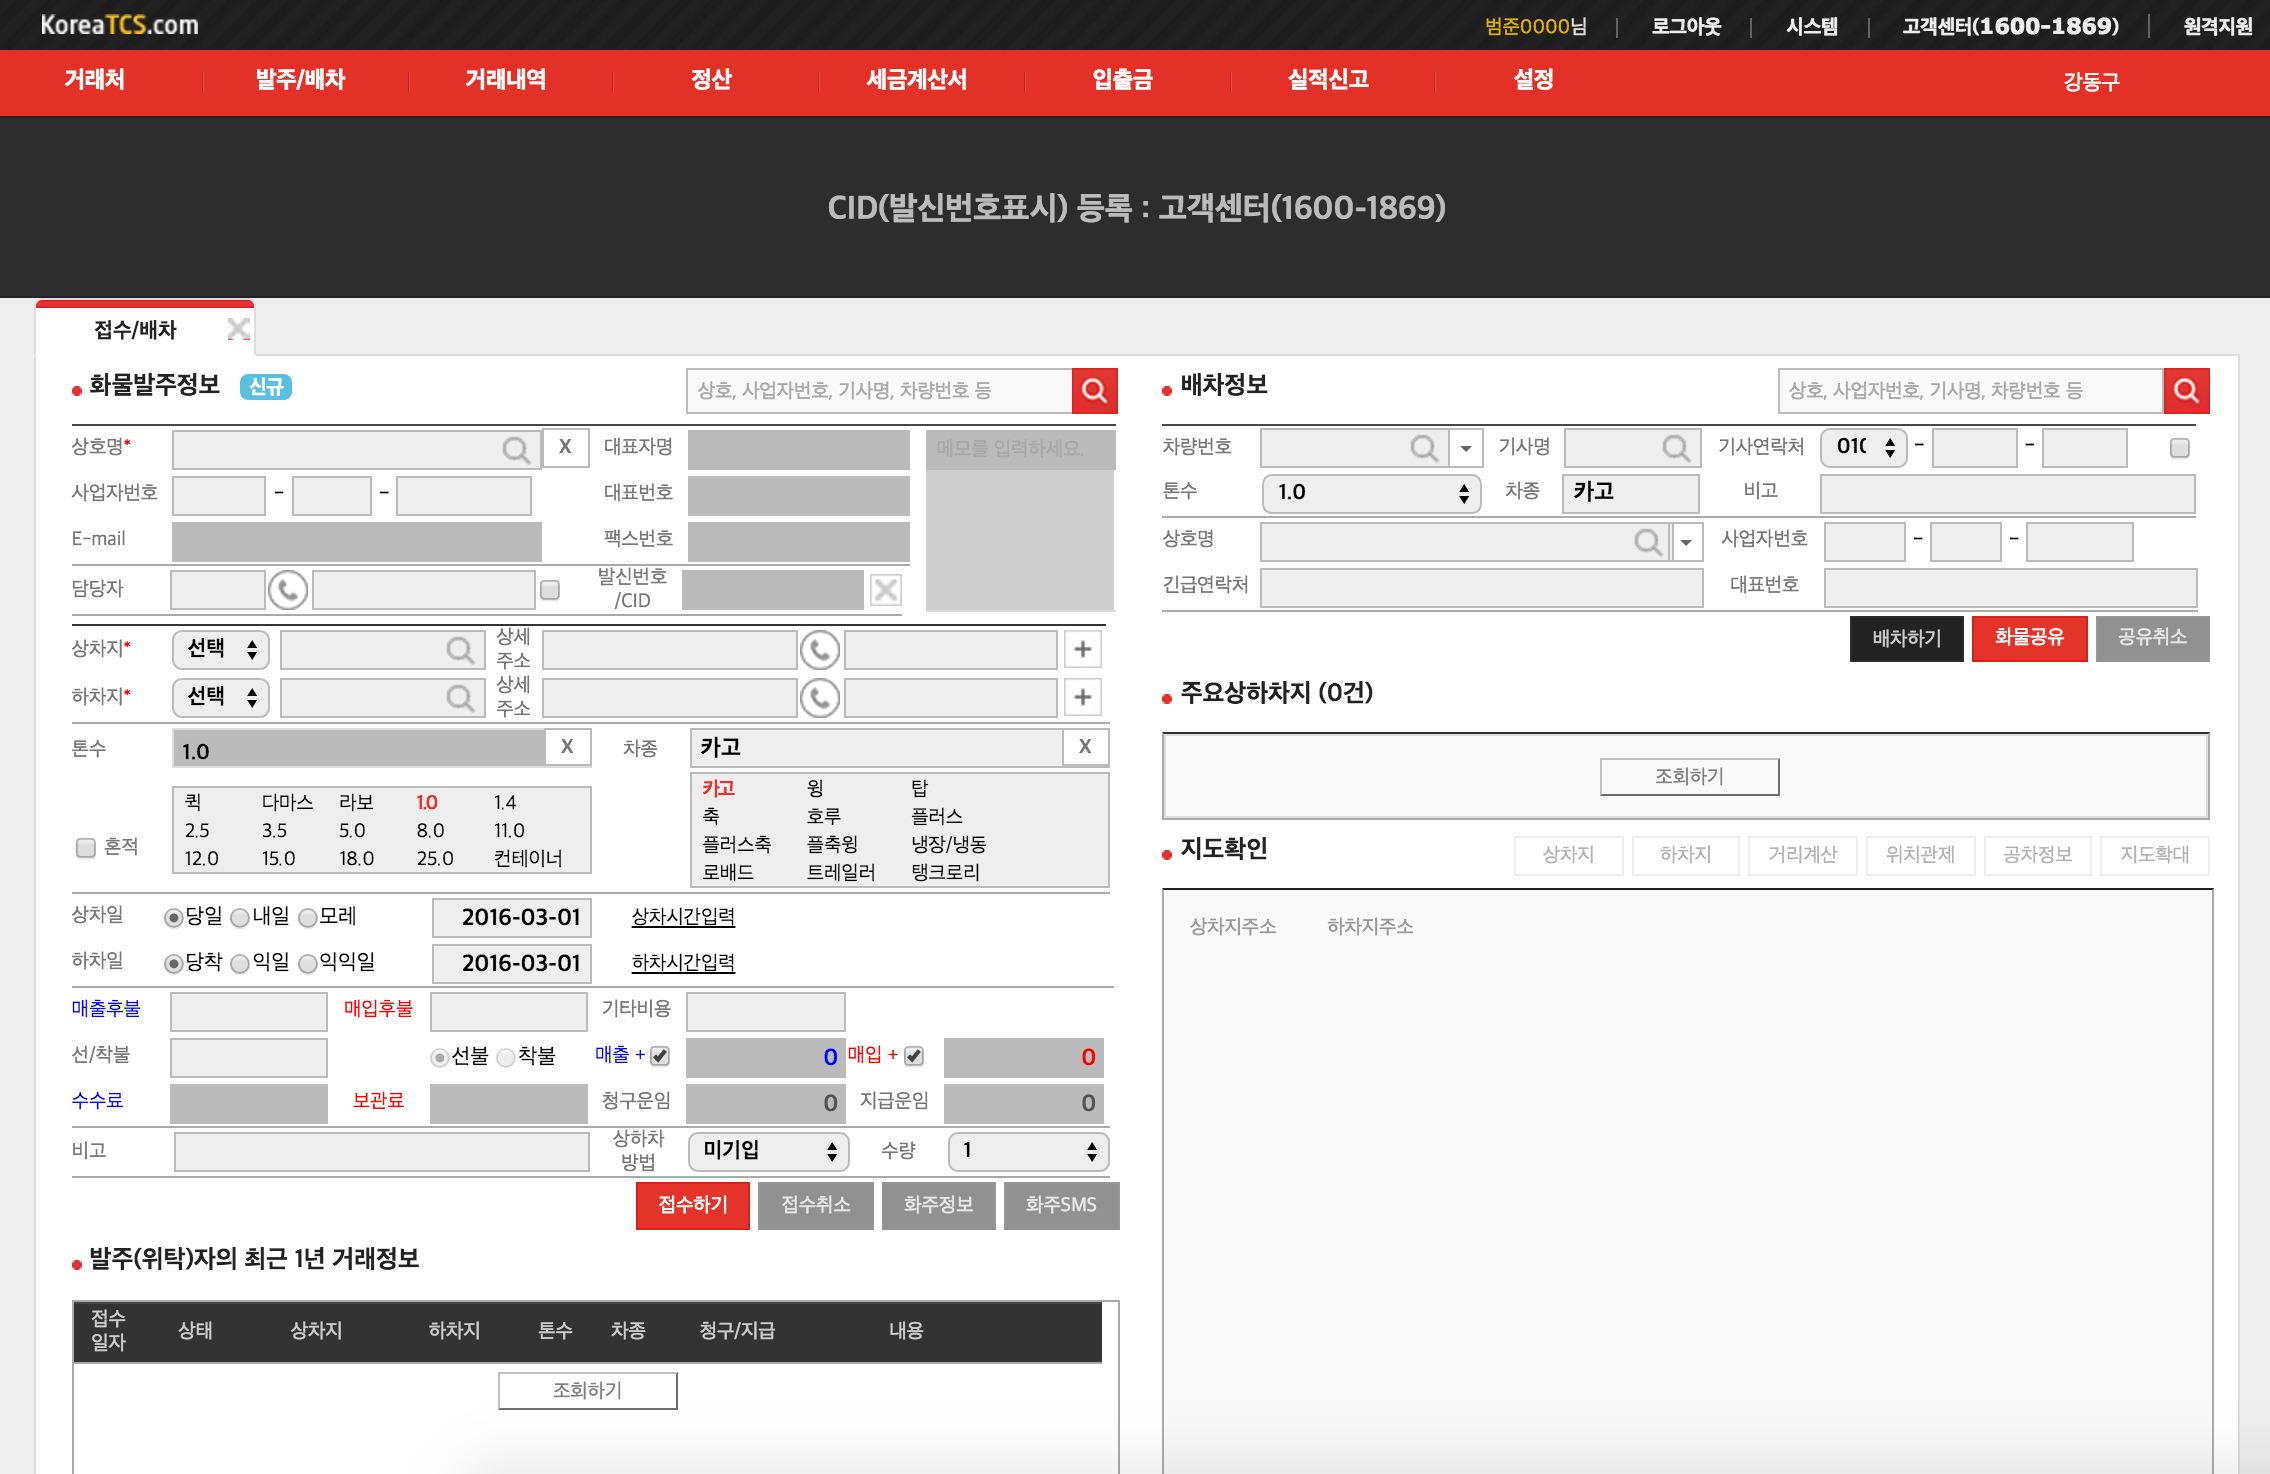 KoreaTCS.com
범준0000님 | 로그아웃 | 시스템 | 고객센터(1600-1869) | 원격지원
거래처 발주/배차 거래내역 정산 세금계산서 입출금 실적신고 설정 강동구
CID(발신번호표시) 등록 : 고객센터(1600-1869)
접수/배차
화물발주정보 신규 상호, 사업자번호, 기사명, 차량번호 등
상호명* X 대표자명 메모를 입력하세요.
사업자번호 - - 대표번호
E-mail 팩스번호
담당자 발신번호
/CID
상차지* 선택 상세
주소 +
하차지* 선택 상세
주소 +
톤수 1.0 X 차종 카고 X
퀵 다마스 라보 1.0 1.4
2.5 3.5 5.0 8.0 11.0
12.0 15.0 18.0 25.0 컨테이너
혼적
카고 윙 탑
축 호루 플러스
플러스축 플축윙 냉장/냉동
로배드 트레일러 탱크로리
상차일 당일 내일 모레 2016-03-01 상차시간입력
하차일 당착 익일 익익일 2016-03-01 하차시간입력
매출후불 매입후불 기타비용
선/착불 선불 착불 매출 + 0 매입 + 0
수수료 보관료 청구운임 0 지급운임 0
비고 상하차
방법 미기입 수량 1
접수하기 접수취소 화주정보 화주SMS
발주(위탁)자의 최근 1년 거래정보
접수
일자 상태 상차지 하차지 톤수 차종 청구/지급 내용
조회하기
배차정보 상호, 사업자번호, 기사명, 차량번호 등
차량번호 기사명 기사연락처 010 - -
톤수 1.0 차종 카고 비고
상호명 사업자번호 - -
긴급연락처 대표번호
배차하기 화물공유 공유취소
주요상하차지 (0건)
조회하기
지도확인 상차지 하차지 거리계산 위치관제 공차정보 지도확대
상차지주소 하차지주소